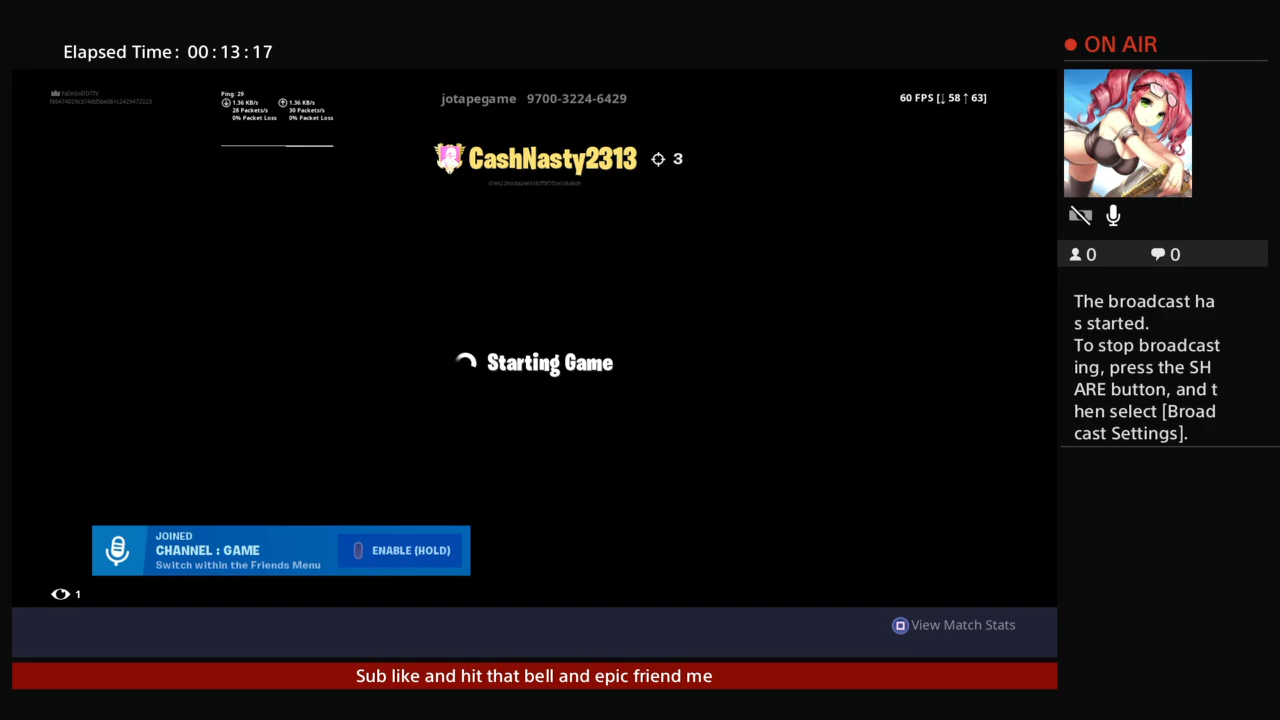 Elapsed Time: 00:13:17
ON AIR
FaZeGoDDTTV
Ping: 29
1.36 KB/s 1.36 KB/s
28 Packets/s 30 Packets/s
0% Packet Loss 0% Packet Loss
jotapegame 9700-3224-6429
60 FPS [↓ 58 ↑ 63]
CashNasty2313 3
0 0
The broadcast ha
s started.
To stop broadcast
ing, press the SH
ARE button, and t
hen select [Broad
cast Settings].
Starting Game
JOINED
CHANNEL : GAME
Switch within the Friends Menu
ENABLE (HOLD)
1
View Match Stats
Sub like and hit that bell and epic friend me